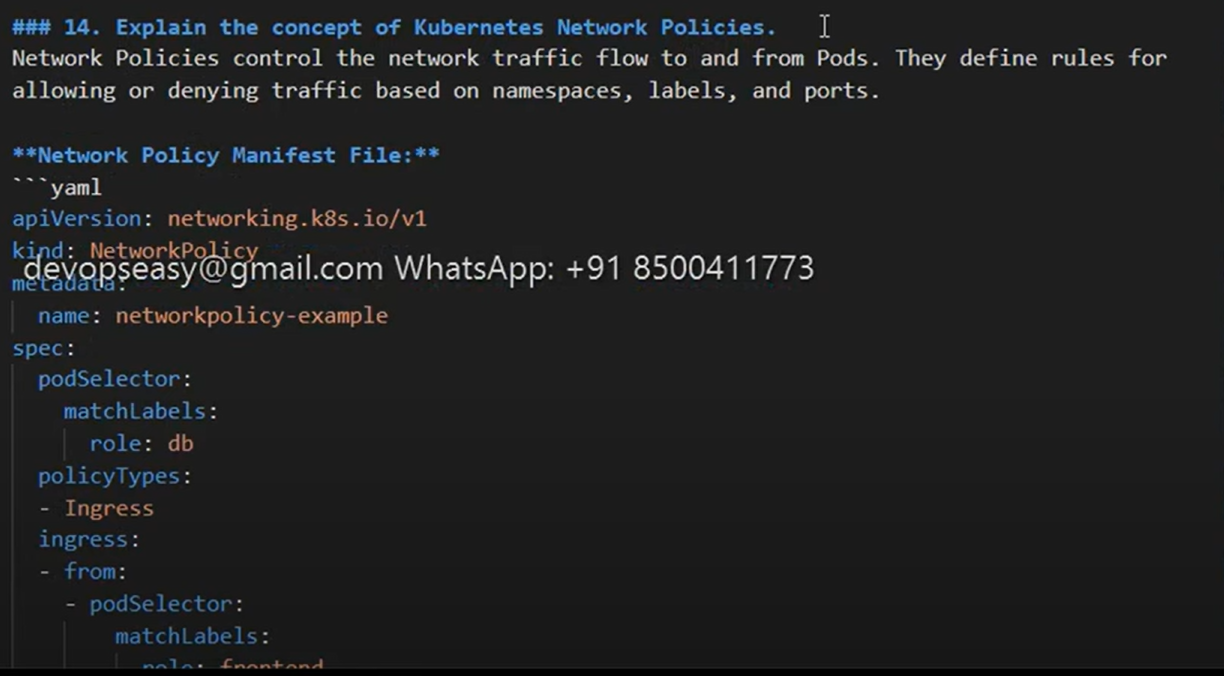 ### 14. Explain the concept of Kubernetes Network Policies.
Network Policies control the network traffic flow to and from Pods. They define rules for
allowing or denying traffic based on namespaces, labels, and ports.
**Network Policy Manifest File:**
```yaml
apiVersion: networking.k8s.io/v1
kind: NetworkPolicy
devopseasy@gmail.com WhatsApp: +91 8500411773
metadata:
  name: networkpolicy-example
spec:
  podSelector:
    matchLabels:
      role: db
  policyTypes:
  - Ingress
  ingress:
  - from:
    - podSelector:
        matchLabels:
          role: frontend